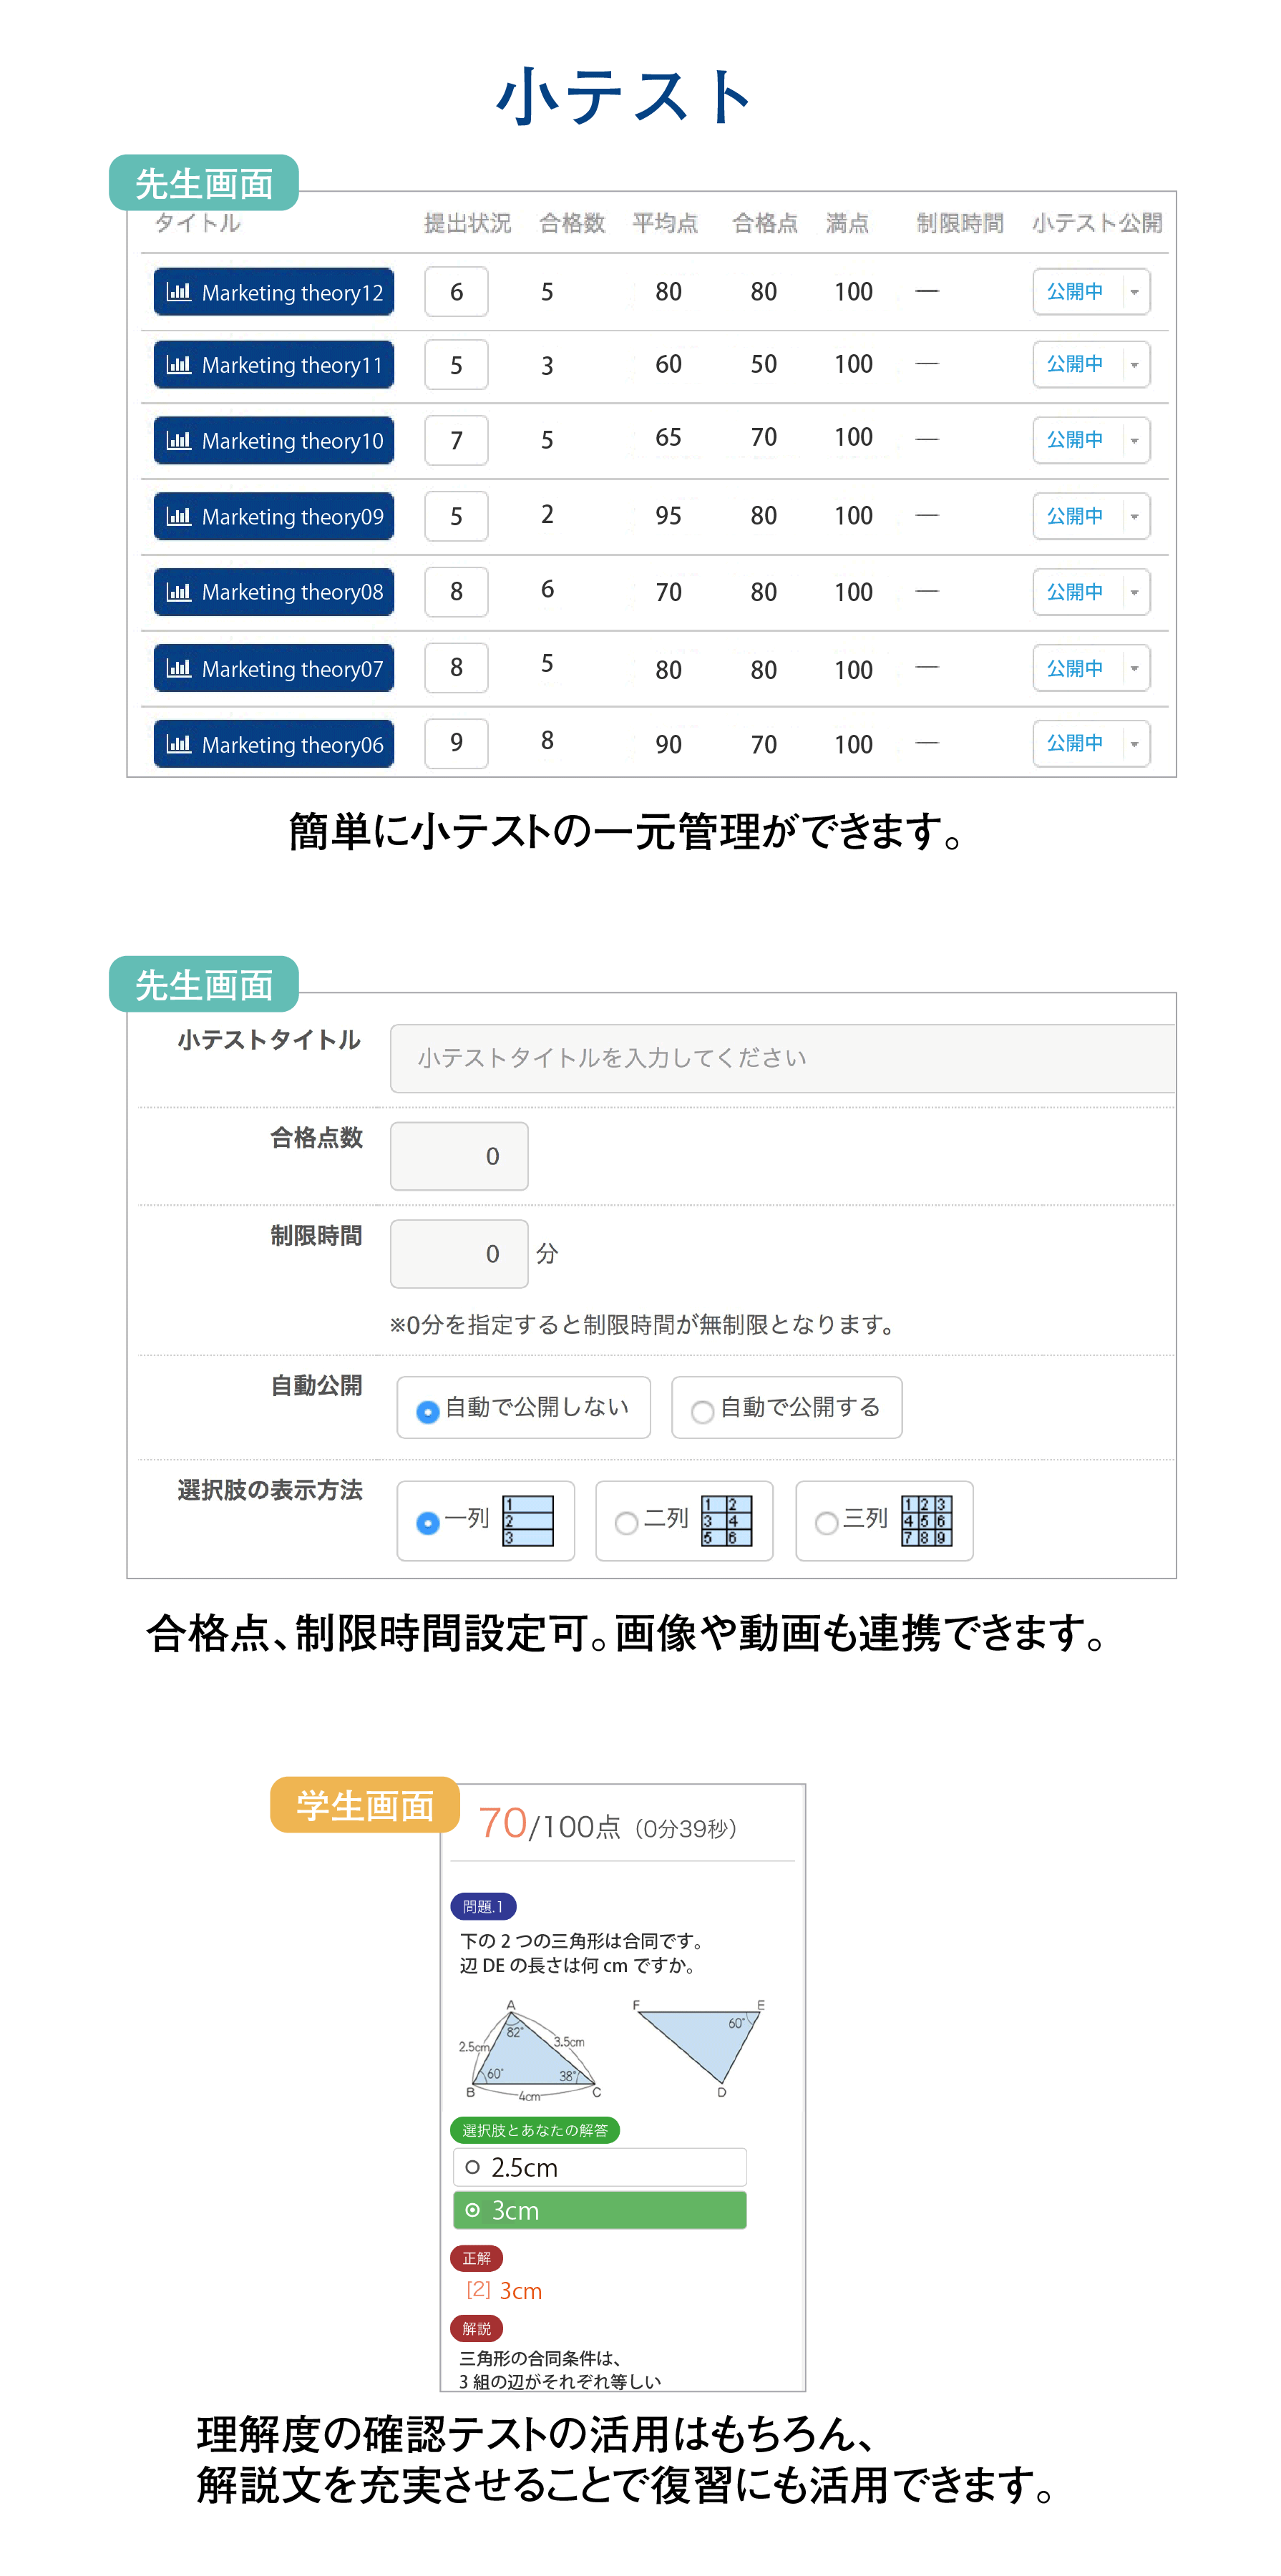 小テスト
先生画面
タイトル 提出状況 合格数 平均点 合格点 満点 制限時間 小テスト公開
Marketing theory12 6 5 80 80 100 — 公開中
Marketing theory11 5 3 60 50 100 — 公開中
Marketing theory10 7 5 65 70 100 — 公開中
Marketing theory09 5 2 95 80 100 — 公開中
Marketing theory08 8 6 70 80 100 — 公開中
Marketing theory07 8 5 80 80 100 — 公開中
Marketing theory06 9 8 90 70 100 — 公開中
簡単に小テストの一元管理ができます。
先生画面
小テストタイトル 小テストタイトルを入力してください
合格点数 0
制限時間 0 分
※0分を指定すると制限時間が無制限となります。
自動公開 自動で公開しない 自動で公開する
選択肢の表示方法 一列 1 2 3 二列 1 2 3 4 5 6 三列 1 2 3 4 5 6 7 8 9
合格点、制限時間設定可。画像や動画も連携できます。
学生画面
70/100点（0分39秒）
問題.1
下の2つの三角形は合同です。
辺DEの長さは何cmですか。
A F E
82° 60°
2.5cm 3.5cm
60° 38°
B C D
4cm
選択肢とあなたの解答
2.5cm
3cm
正解
[2] 3cm
解説
三角形の合同条件は、
3組の辺がそれぞれ等しい
理解度の確認テストの活用はもちろん、
解説文を充実させることで復習にも活用できます。